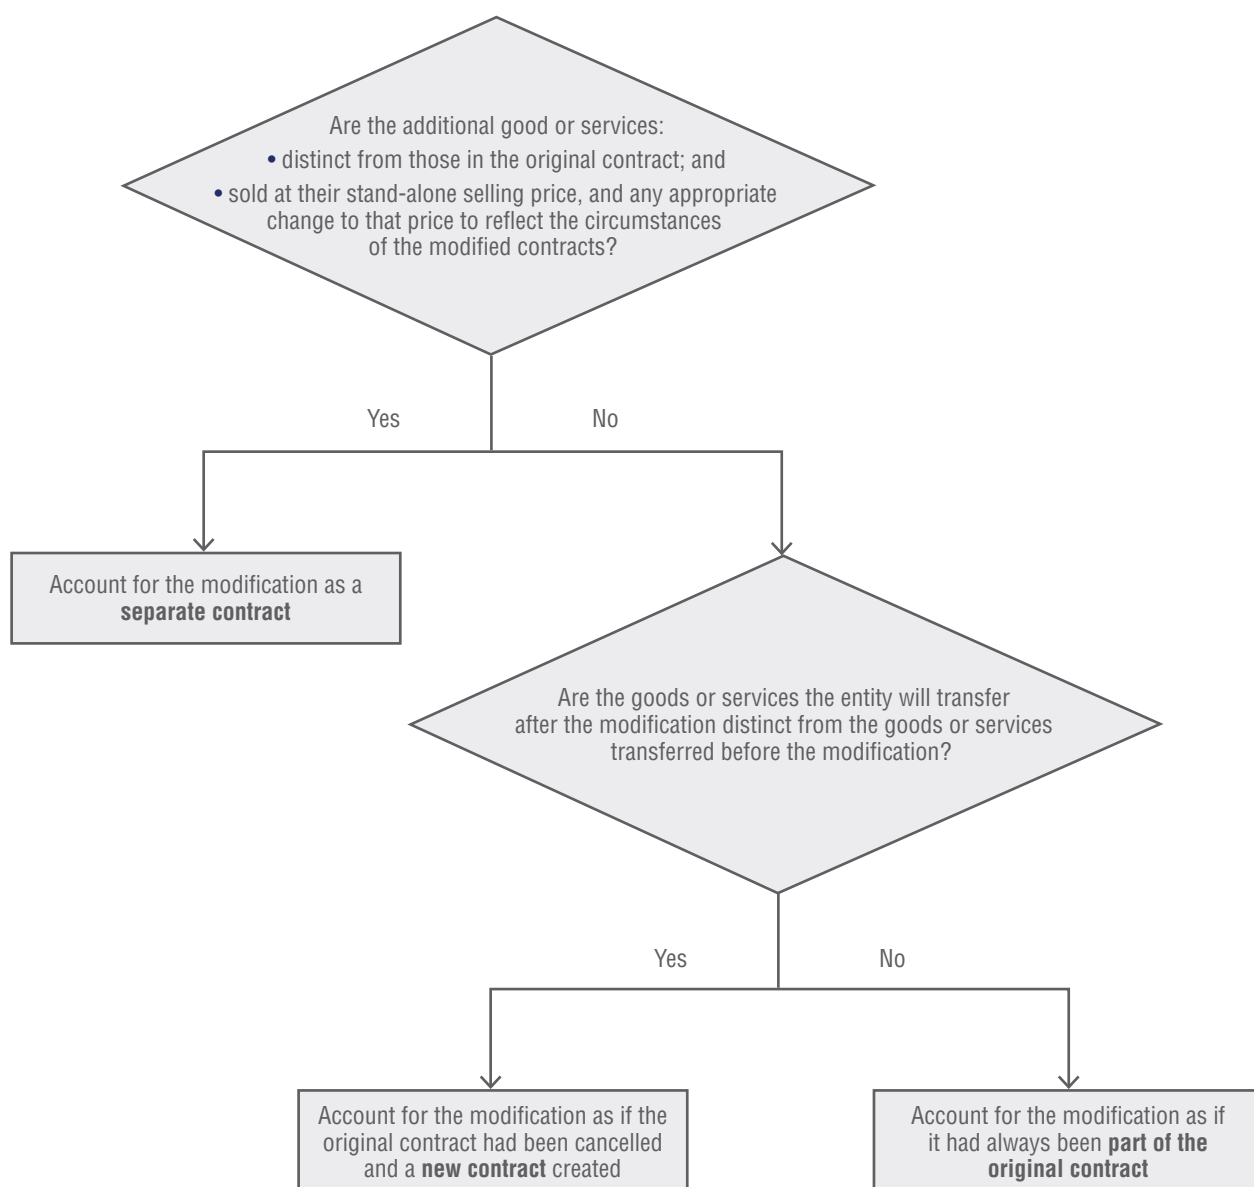 Are the additional good or services:
• distinct from those in the original contract; and
• sold at their stand-alone selling price, and any appropriate
change to that price to reflect the circumstances
of the modified contracts?
Yes
No
Account for the modification as a
separate contract
Are the goods or services the entity will transfer
after the modification distinct from the goods or services
transferred before the modification?
Yes
No
Account for the modification as if the
original contract had been cancelled
and a new contract created
Account for the modification as if
it had always been part of the
original contract